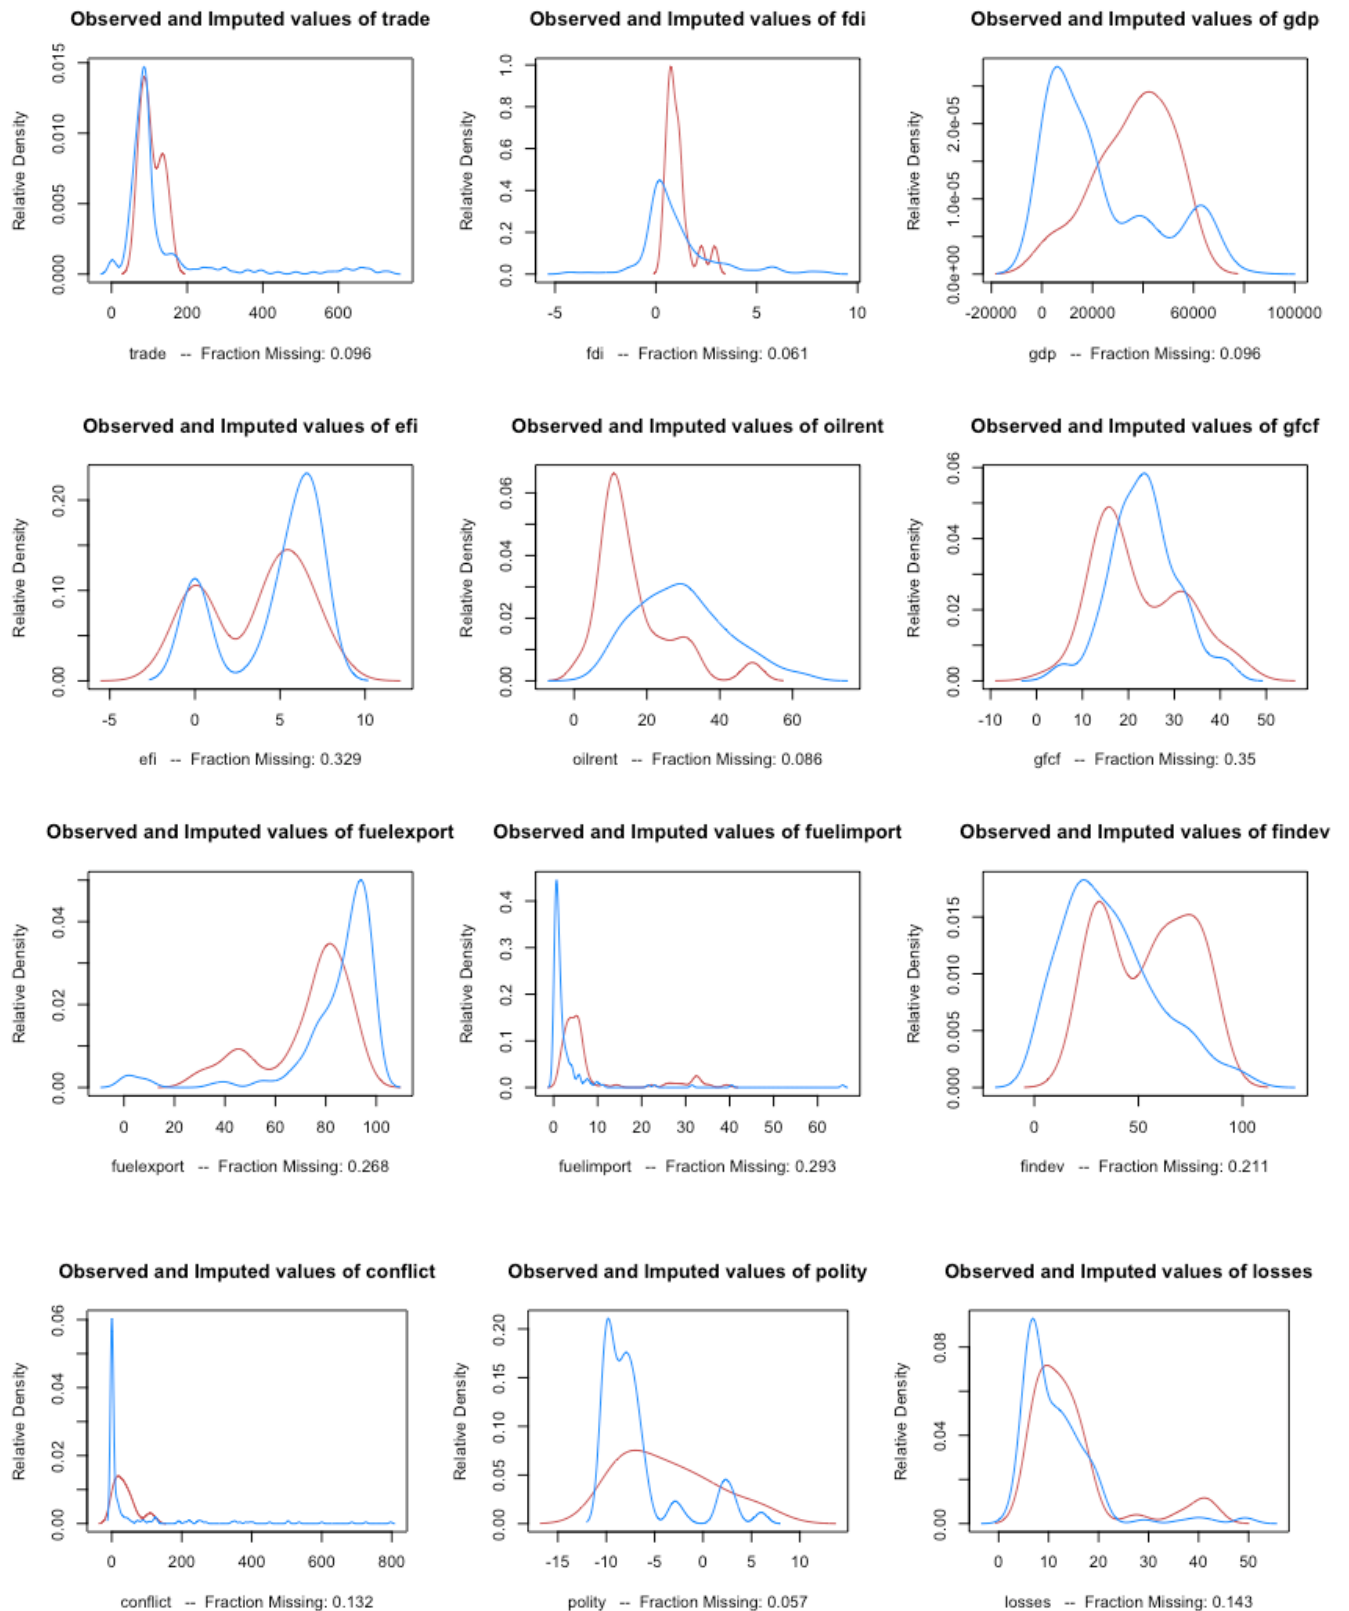 Observed and Imputed values of trade
Relative Density
0.000 0.005 0.010 0.015
0 200 400 600
trade -- Fraction Missing: 0.096
Observed and Imputed values of fdi
Relative Density
0.0 0.2 0.4 0.6 0.8 1.0
-5 0 5 10
fdi -- Fraction Missing: 0.061
Observed and Imputed values of gdp
Relative Density
0.0e+00 1.0e-05 2.0e-05
-20000 0 20000 60000 100000
gdp -- Fraction Missing: 0.096
Observed and Imputed values of efi
Relative Density
0.00 0.10 0.20
-5 0 5 10
efi -- Fraction Missing: 0.329
Observed and Imputed values of oilrent
Relative Density
0.00 0.02 0.04 0.06
0 20 40 60
oilrent -- Fraction Missing: 0.086
Observed and Imputed values of gfcf
Relative Density
0.00 0.02 0.04 0.06
-10 0 10 20 30 40 50
gfcf -- Fraction Missing: 0.35
Observed and Imputed values of fuelexport
Relative Density
0.00 0.02 0.04
0 20 40 60 80 100
fuelexport -- Fraction Missing: 0.268
Observed and Imputed values of fuelimport
Relative Density
0.0 0.1 0.2 0.3 0.4
0 10 20 30 40 50 60
fuelimport -- Fraction Missing: 0.293
Observed and Imputed values of findev
Relative Density
0.000 0.005 0.010 0.015
0 50 100
findev -- Fraction Missing: 0.211
Observed and Imputed values of conflict
Relative Density
0.00 0.02 0.04 0.06
0 200 400 600 800
conflict -- Fraction Missing: 0.132
Observed and Imputed values of polity
Relative Density
0.00 0.05 0.10 0.15 0.20
-15 -10 -5 0 5 10
polity -- Fraction Missing: 0.057
Observed and Imputed values of losses
Relative Density
0.00 0.04 0.08
0 10 20 30 40 50
losses -- Fraction Missing: 0.143